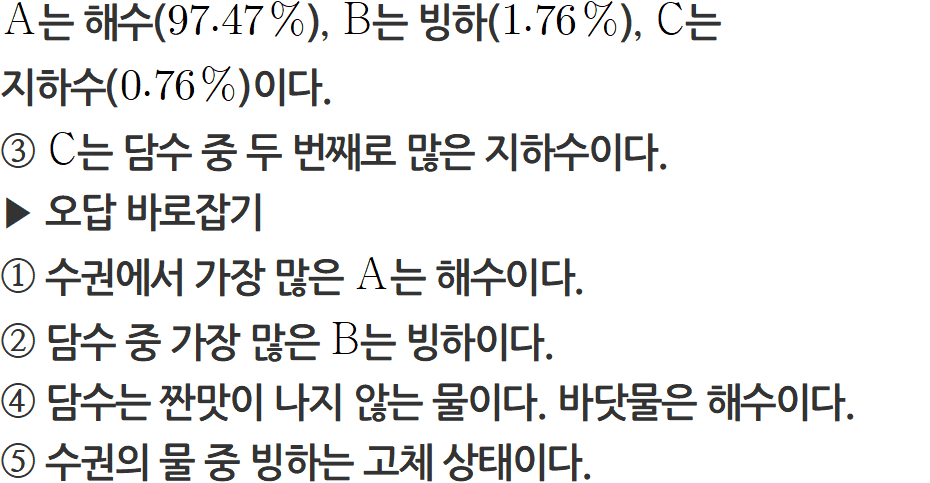 A는 해수(97.47%), B는 빙하(1.76%), C는
지하수(0.76%)이다.
③ C는 담수 중 두 번째로 많은 지하수이다.
▶ 오답 바로잡기
① 수권에서 가장 많은 A는 해수이다.
② 담수 중 가장 많은 B는 빙하이다.
④ 담수는 짠맛이 나지 않는 물이다. 바닷물은 해수이다.
⑤ 수권의 물 중 빙하는 고체 상태이다.